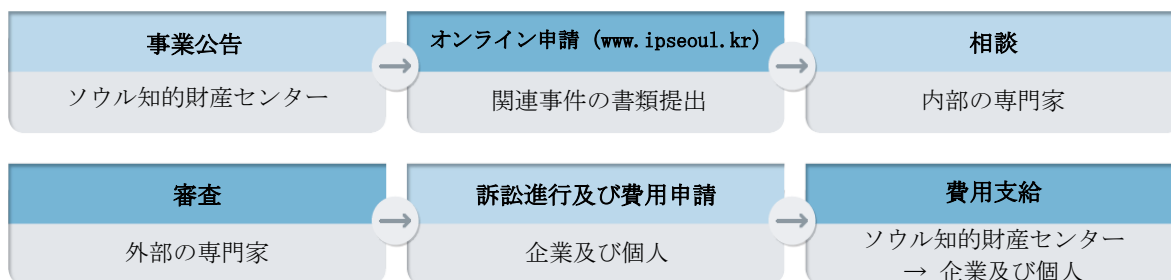 事業公告
ソウル知的財産センター
オンライン申請 (www.ipseoul.kr)
関連事件の書類提出
相談
内部の専門家
審査
外部の専門家
訴訟進行及び費用申請
企業及び個人
費用支給
ソウル知的財産センター
→ 企業及び個人